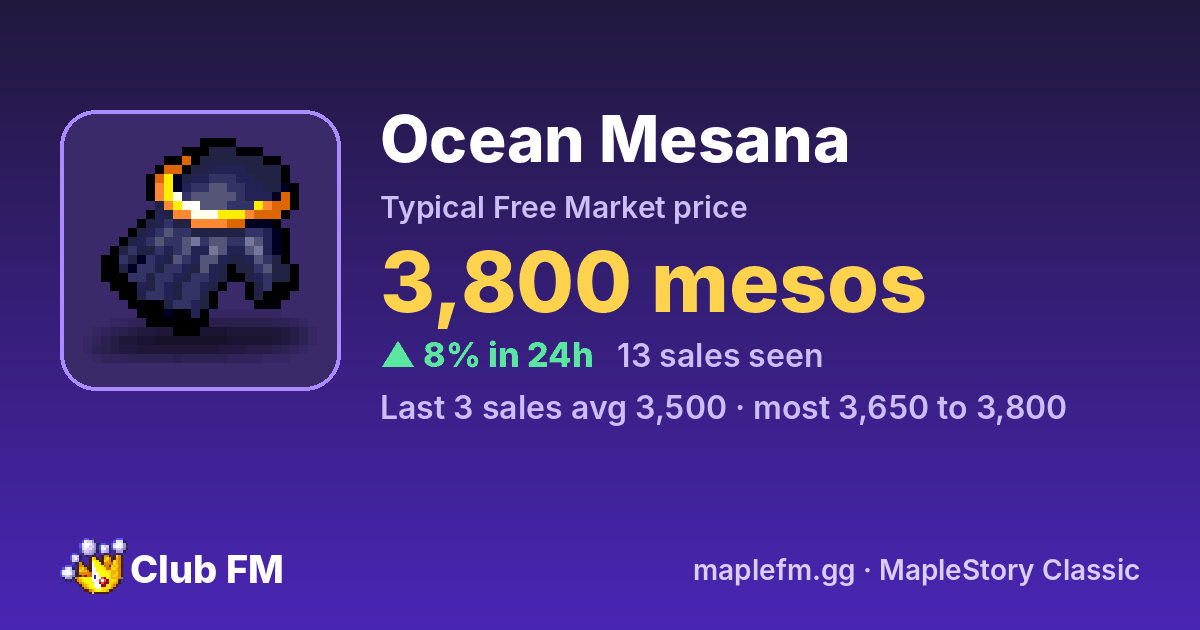 Ocean Mesana
Typical Free Market price
3,800 mesos
▲ 8% in 24h 13 sales seen
Last 3 sales avg 3,500 · most 3,650 to 3,800
Club FM
maplefm.gg · MapleStory Classic